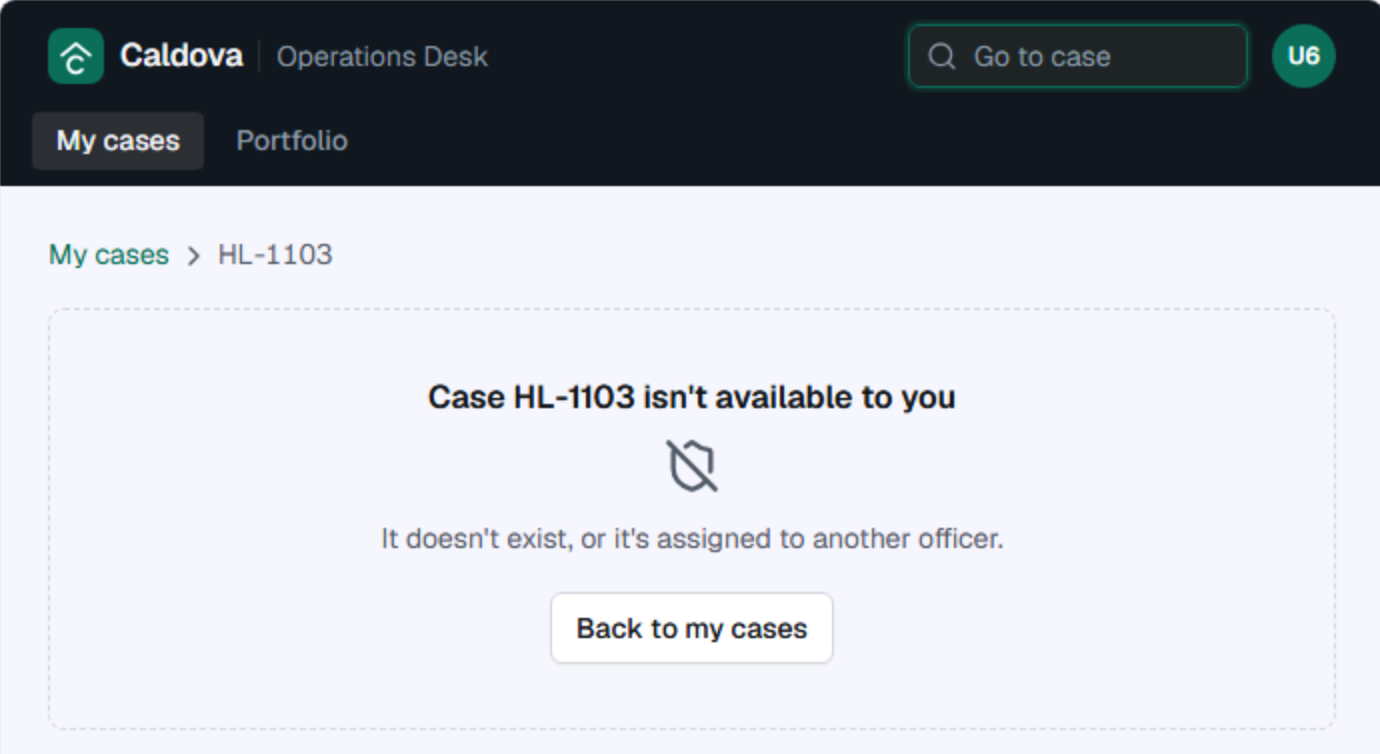 Caldova Operations Desk Go to case U6
My cases Portfolio
My cases > HL-1103
Case HL-1103 isn't available to you
It doesn't exist, or it's assigned to another officer.
Back to my cases